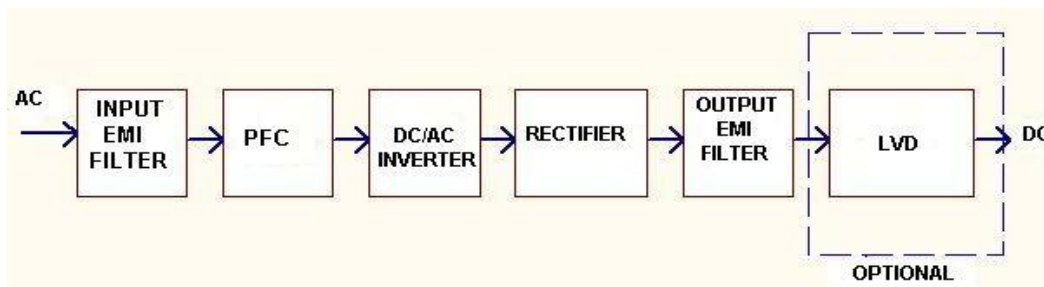 AC
INPUT
EMI
FILTER
PFC
DC/AC
INVERTER
RECTIFIER
OUTPUT
EMI
FILTER
LVD
DC
OPTIONAL